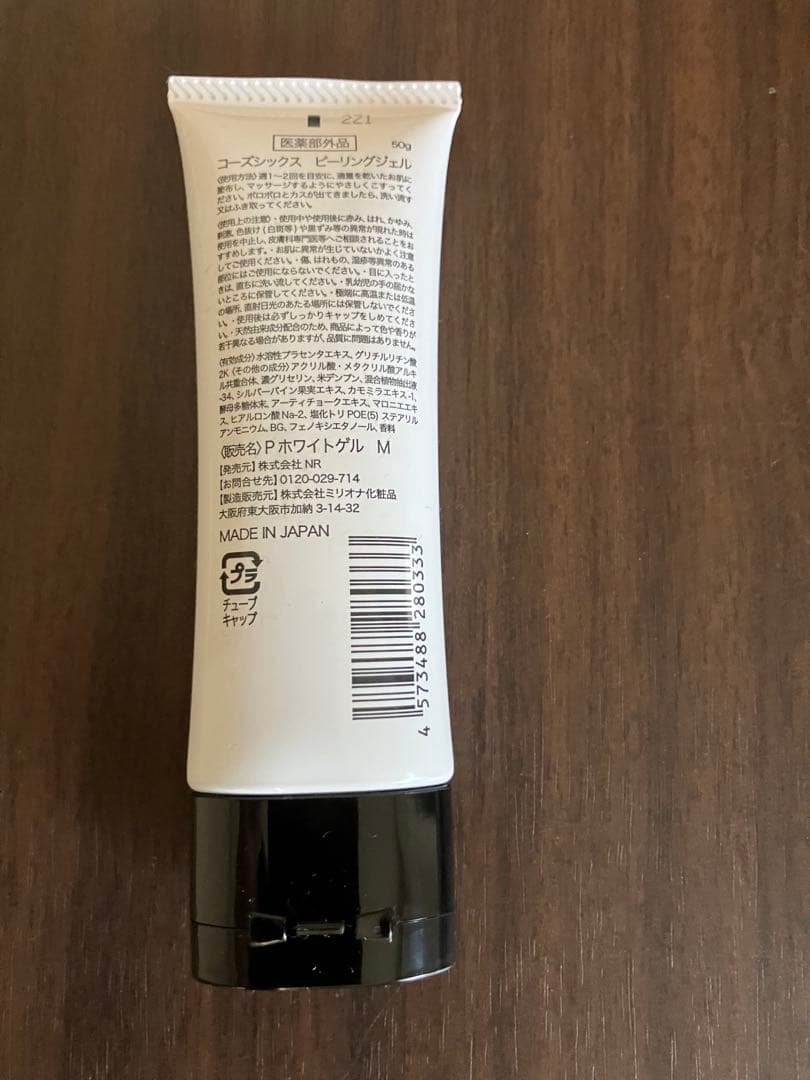 2Z1
医薬部外品 50g
コーズシックス ピーリングジェル
〈使用方法〉週1～2回を目安に、適量を乾いたお肌に
塗布し、マッサージするようにやさしくこすってく
ださい。ポロポロとカスが出てきましたら、洗い流す
又はふき取ってください。
〈使用上の注意〉・使用中や使用後に赤み、はれ、かゆみ、
刺激、色抜け(白斑等)や黒ずみ等の異常が現れた時は
使用を中止し、皮膚科専門医等へご相談されることをお
すすめします。・お肌に異常が生じていないかよく注意
してご使用ください。・傷、はれもの、湿疹等異常のある
部位にはご使用にならないでください。・目に入ったと
きは、直ちに洗い流してください。・乳幼児の手の届かな
いところに保管してください。・極端に高温または低温
の場所、直射日光のあたる場所には保管しないでくださ
い。・使用後は必ずしっかりキャップをしめてくださ
い。・天然由来成分配合のため、商品によって色や香りが
若干異なる場合がありますが、品質に問題はありません。
〈有効成分〉水溶性プラセンタエキス、グリチルリチン酸
2K〈その他の成分〉アクリル酸・メタクリル酸アルキ
ル共重合体、濃グリセリン、米デンプン、混合植物抽出液
-34、シルバーバイン果実エキス、カモミラエキス-1、
酵母多糖体末、アーティチョークエキス、マロニエエキ
ス、ヒアルロン酸Na-2、塩化トリPOE(5)ステアリル
アンモニウム、BG、フェノキシエタノール、香料
〈販売名〉P ホワイトゲル M
【発売元】株式会社 NR
【お問合せ先】0120-029-714
【製造販売元】株式会社ミリオナ化粧品
大阪府東大阪市加納 3-14-32
MADE IN JAPAN
プラ
チューブ
キャップ
4 573488 280333